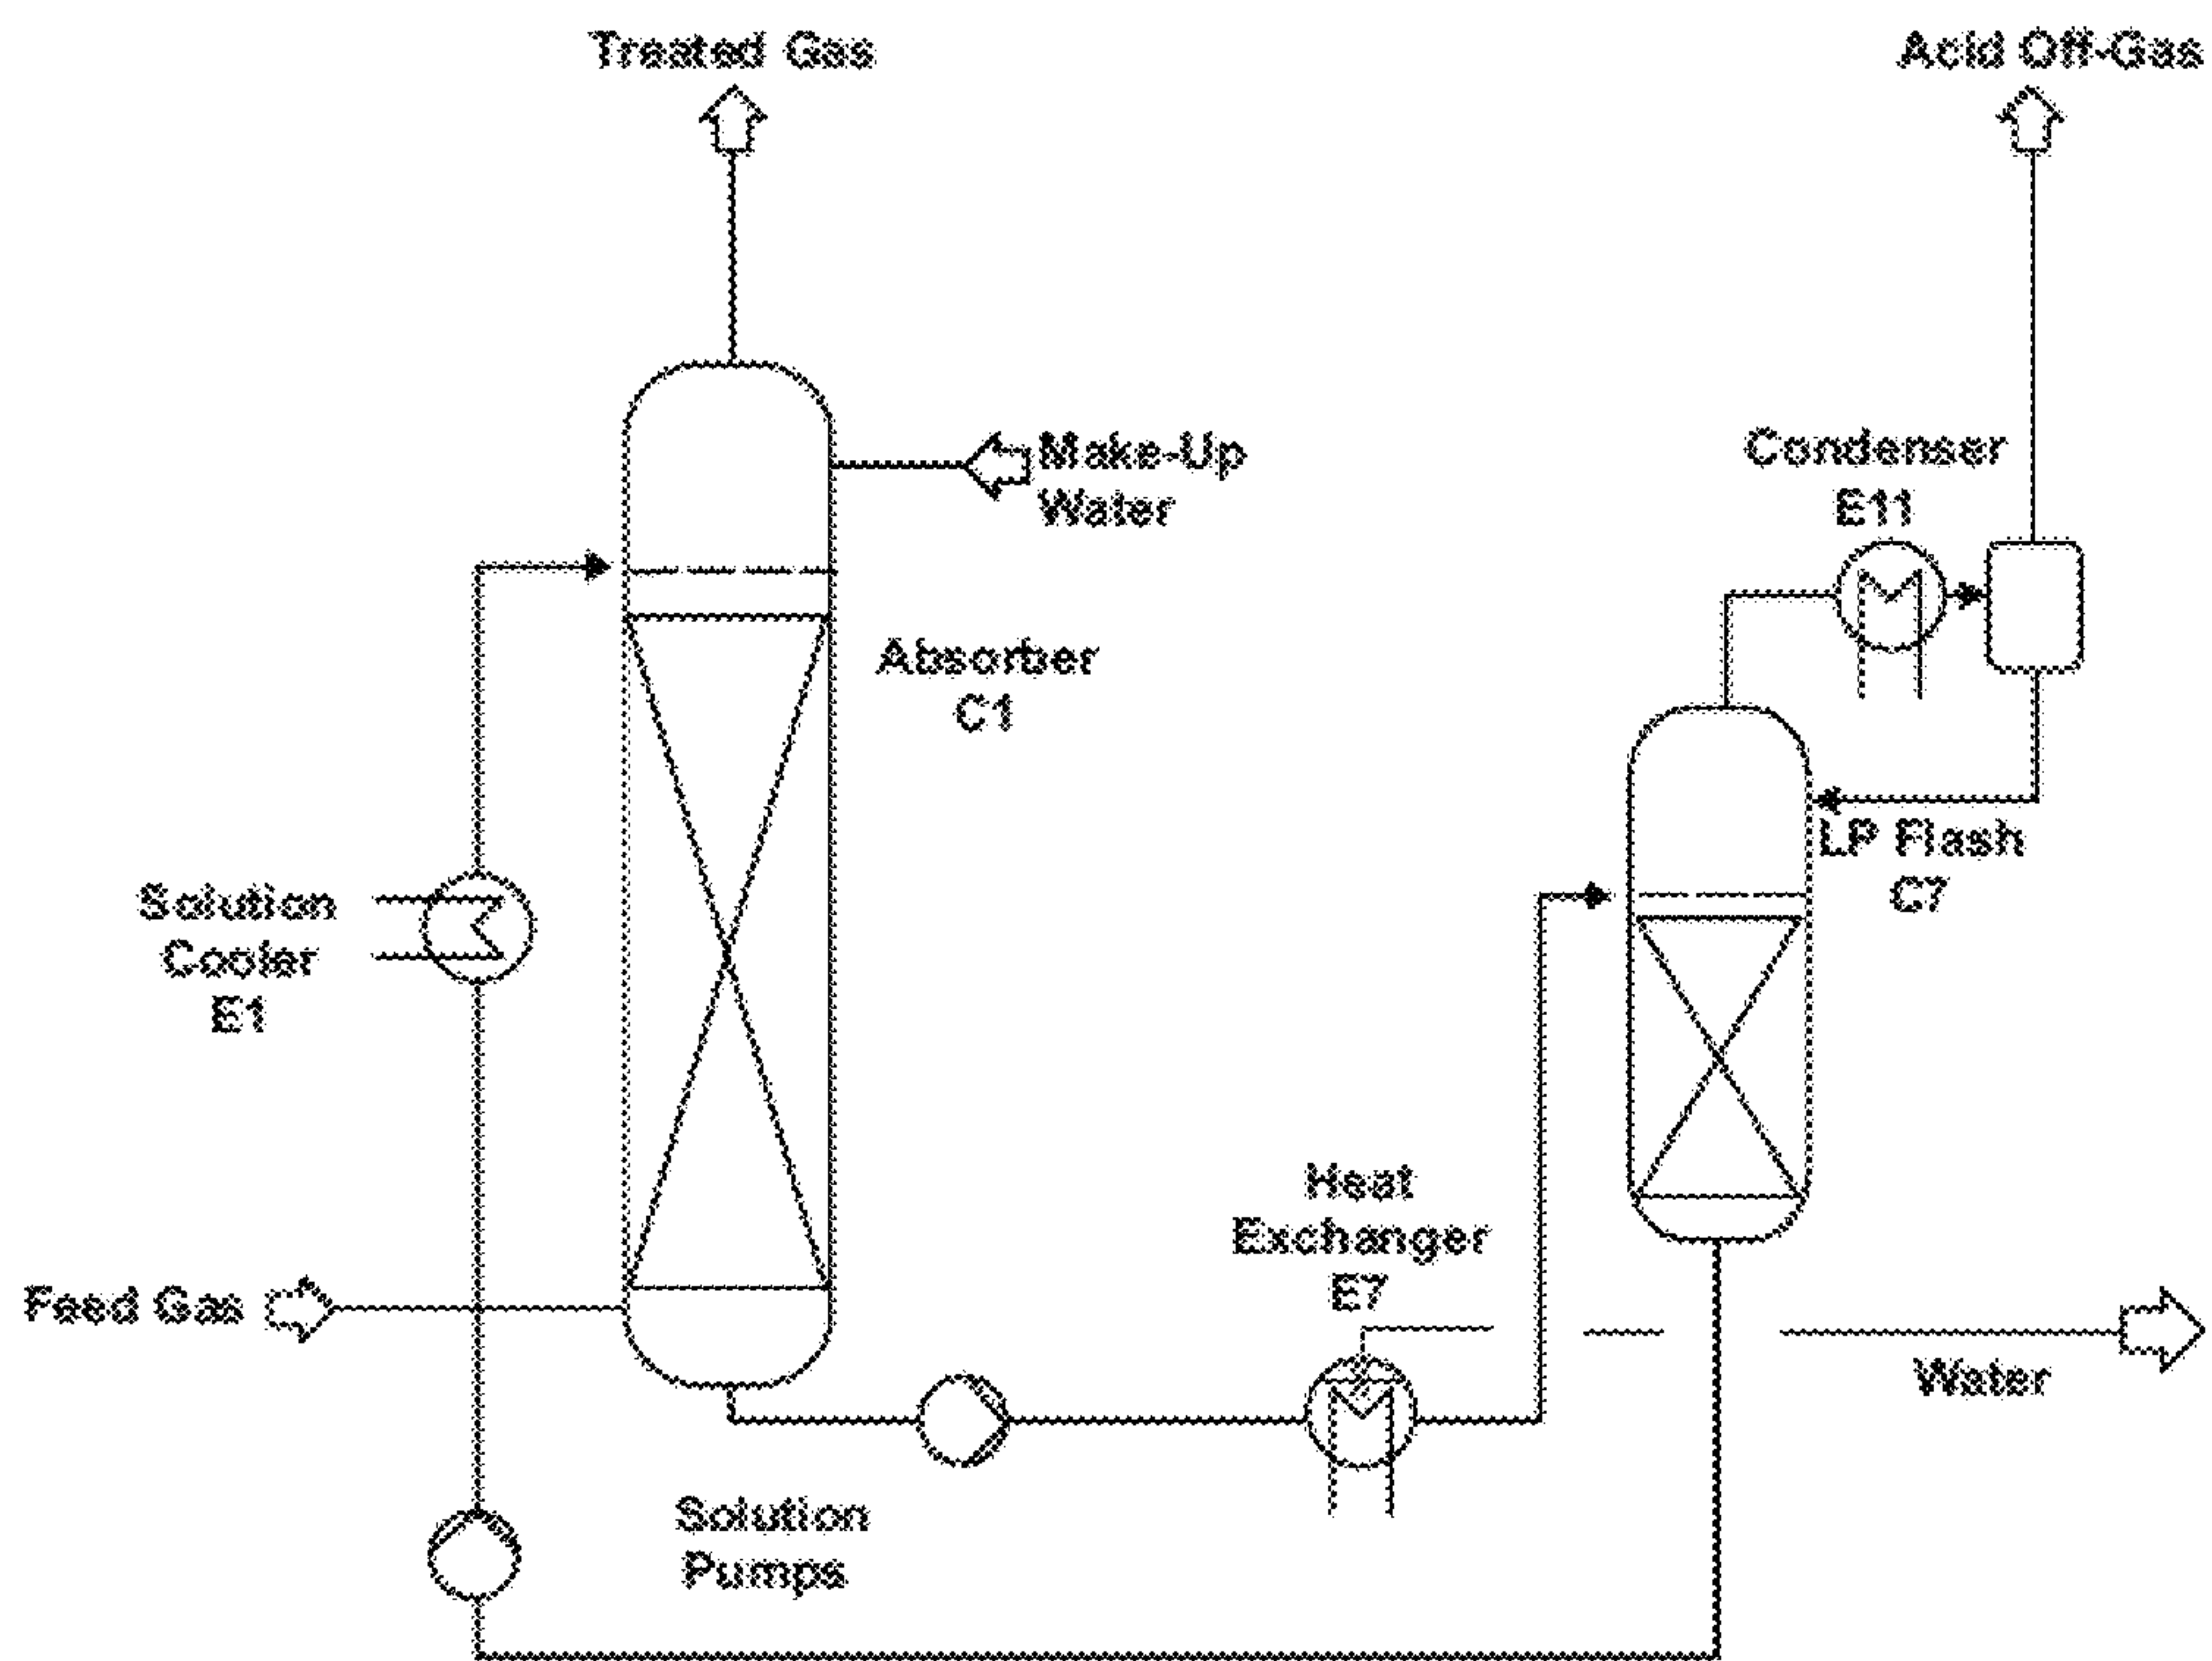 Treated Gas
Acid Off-Gas
Make-Up
Water
Condenser
E11
Absorber
C1
LP Flash
C7
Solution
Cooler
E1
Heat
Exchanger
E7
Feed Gas
Water
Solution
Pumps